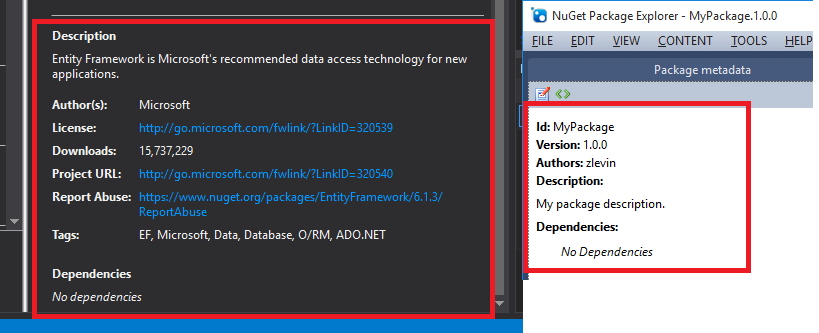 Description
Entity Framework is Microsoft's recommended data access technology for new
applications.
Author(s): Microsoft
License: http://go.microsoft.com/fwlink/?LinkID=320539
Downloads: 15,737,229
Project URL: http://go.microsoft.com/fwlink/?LinkID=320540
Report Abuse: https://www.nuget.org/packages/EntityFramework/6.1.3/
ReportAbuse
Tags: EF, Microsoft, Data, Database, O/RM, ADO.NET
Dependencies
No dependencies
NuGet Package Explorer - MyPackage.1.0.0
FILE EDIT VIEW CONTENT TOOLS HELP
Package metadata
Id: MyPackage
Version: 1.0.0
Authors: zlevin
Description:
My package description.
Dependencies:
No Dependencies